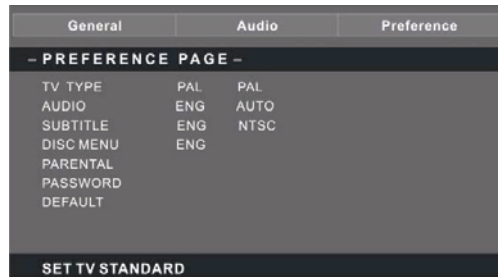 General Audio Preference
– PREFERENCE PAGE –
TV TYPE PAL PAL
AUDIO ENG AUTO
SUBTITLE ENG NTSC
DISC MENU ENG
PARENTAL
PASSWORD
DEFAULT
SET TV STANDARD